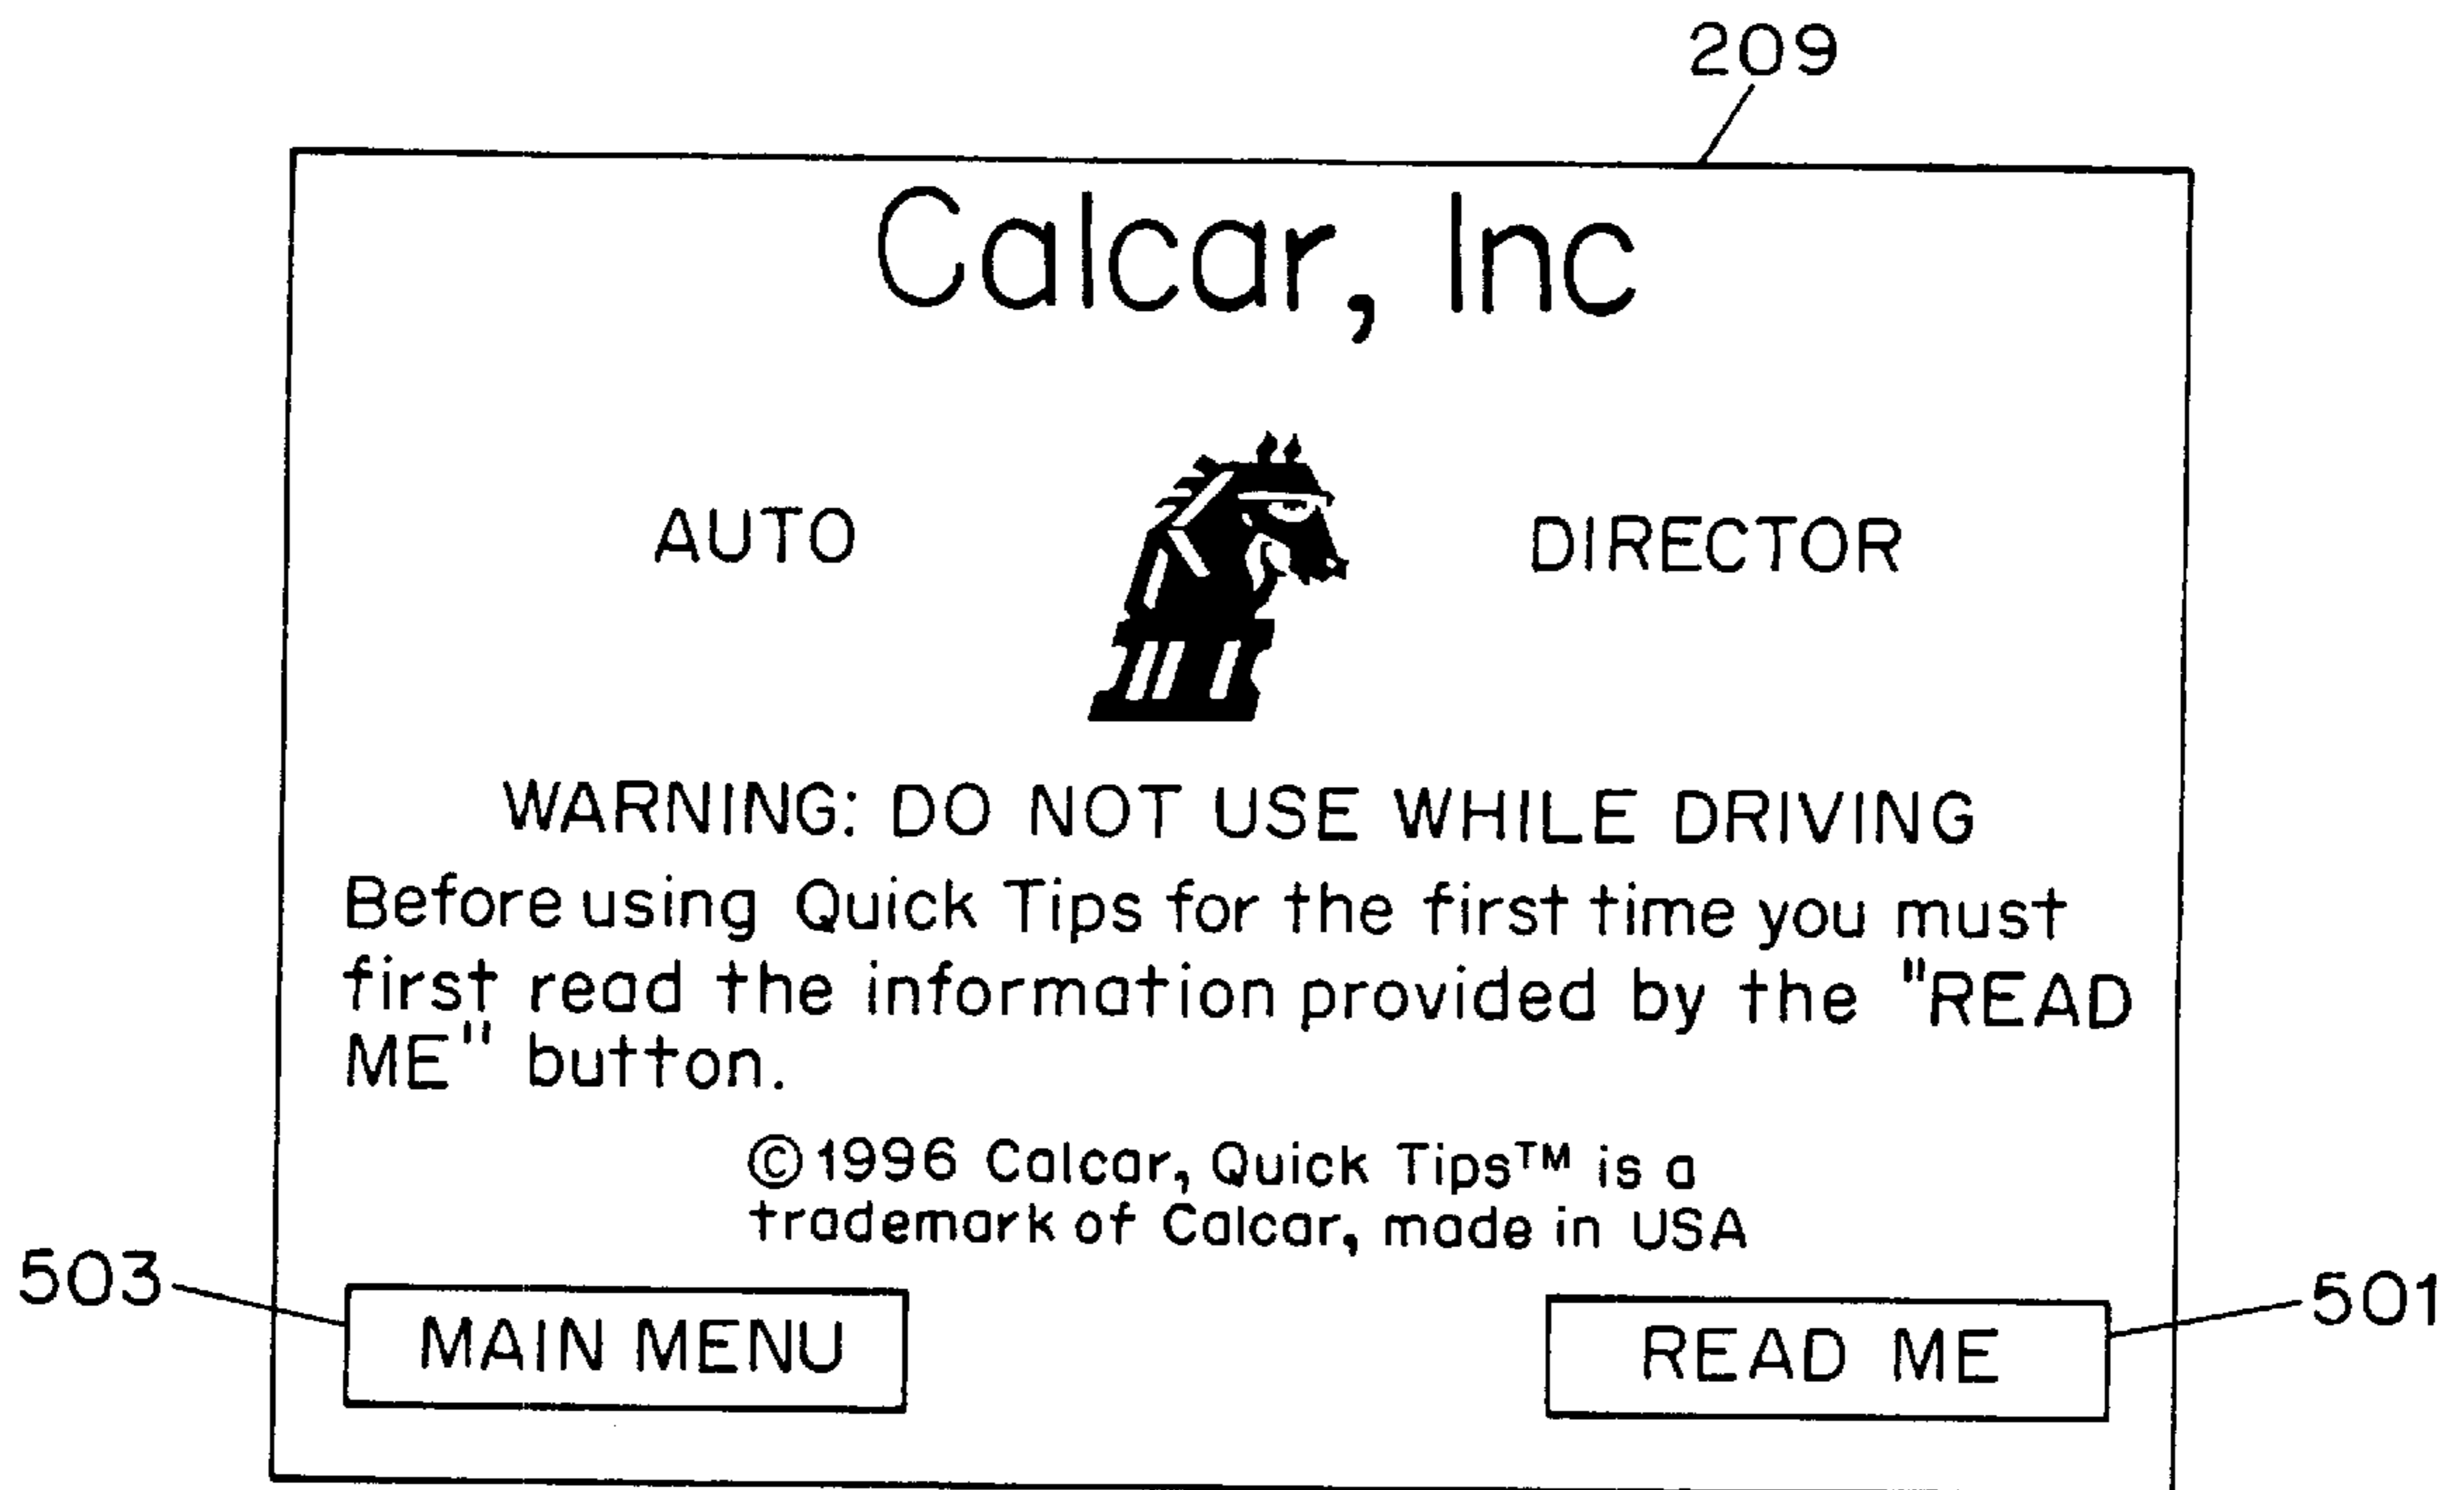 209
Calcar, Inc
AUTO DIRECTOR
WARNING: DO NOT USE WHILE DRIVING
Before using Quick Tips for the first time you must
first read the information provided by the "READ
ME" button.
©1996 Calcar, Quick Tips™ is a
trademark of Calcar, made in USA
503 MAIN MENU READ ME 501